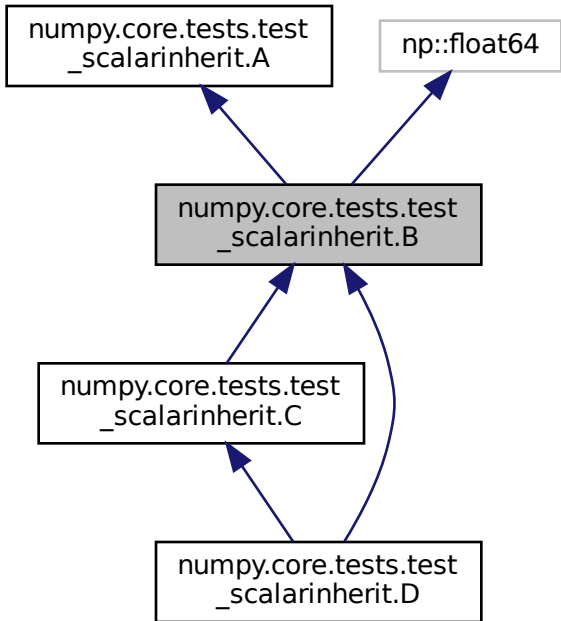 numpy.core.tests.test
_scalarinherit.A
np::float64
numpy.core.tests.test
_scalarinherit.B
numpy.core.tests.test
_scalarinherit.C
numpy.core.tests.test
_scalarinherit.D